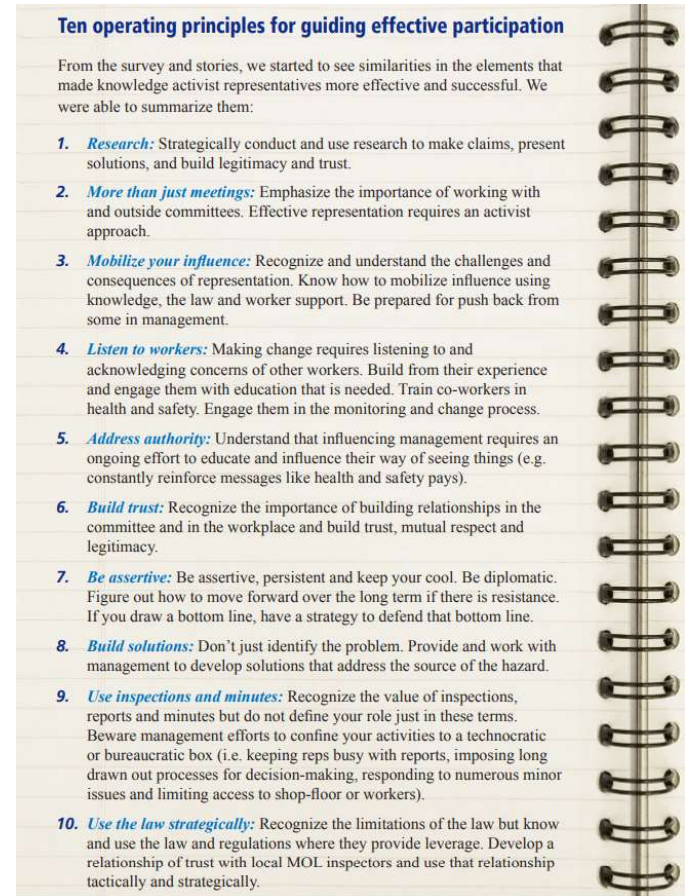 Ten operating principles for guiding effective participation
From the survey and stories, we started to see similarities in the elements that
made knowledge activist representatives more effective and successful. We
were able to summarize them:
1. Research: Strategically conduct and use research to make claims, present
solutions, and build legitimacy and trust.
2. More than just meetings: Emphasize the importance of working with
and outside committees. Effective representation requires an activist
approach.
3. Mobilize your influence: Recognize and understand the challenges and
consequences of representation. Know how to mobilize influence using
knowledge, the law and worker support. Be prepared for push back from
some in management.
4. Listen to workers: Making change requires listening to and
acknowledging concerns of other workers. Build from their experience
and engage them with education that is needed. Train co-workers in
health and safety. Engage them in the monitoring and change process.
5. Address authority: Understand that influencing management requires an
ongoing effort to educate and influence their way of seeing things (e.g.
constantly reinforce messages like health and safety pays).
6. Build trust: Recognize the importance of building relationships in the
committee and in the workplace and build trust, mutual respect and
legitimacy.
7. Be assertive: Be assertive, persistent and keep your cool. Be diplomatic.
Figure out how to move forward over the long term if there is resistance.
If you draw a bottom line, have a strategy to defend that bottom line.
8. Build solutions: Don't just identify the problem. Provide and work with
management to develop solutions that address the source of the hazard.
9. Use inspections and minutes: Recognize the value of inspections,
reports and minutes but do not define your role just in these terms.
Beware management efforts to confine your activities to a technocratic
or bureaucratic box (i.e. keeping reps busy with reports, imposing long
drawn out processes for decision-making, responding to numerous minor
issues and limiting access to shop-floor or workers).
10. Use the law strategically: Recognize the limitations of the law but know
and use the law and regulations where they provide leverage. Develop a
relationship of trust with local MOL inspectors and use that relationship
tactically and strategically.